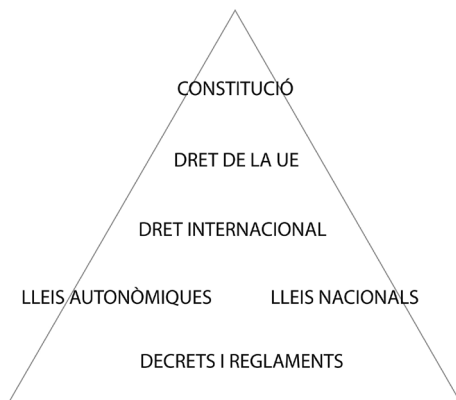 CONSTITUCIÓ
DRET DE LA UE
DRET INTERNACIONAL
LLEIS AUTONÒMIQUES LLEIS NACIONALS
DECRETS I REGLAMENTS